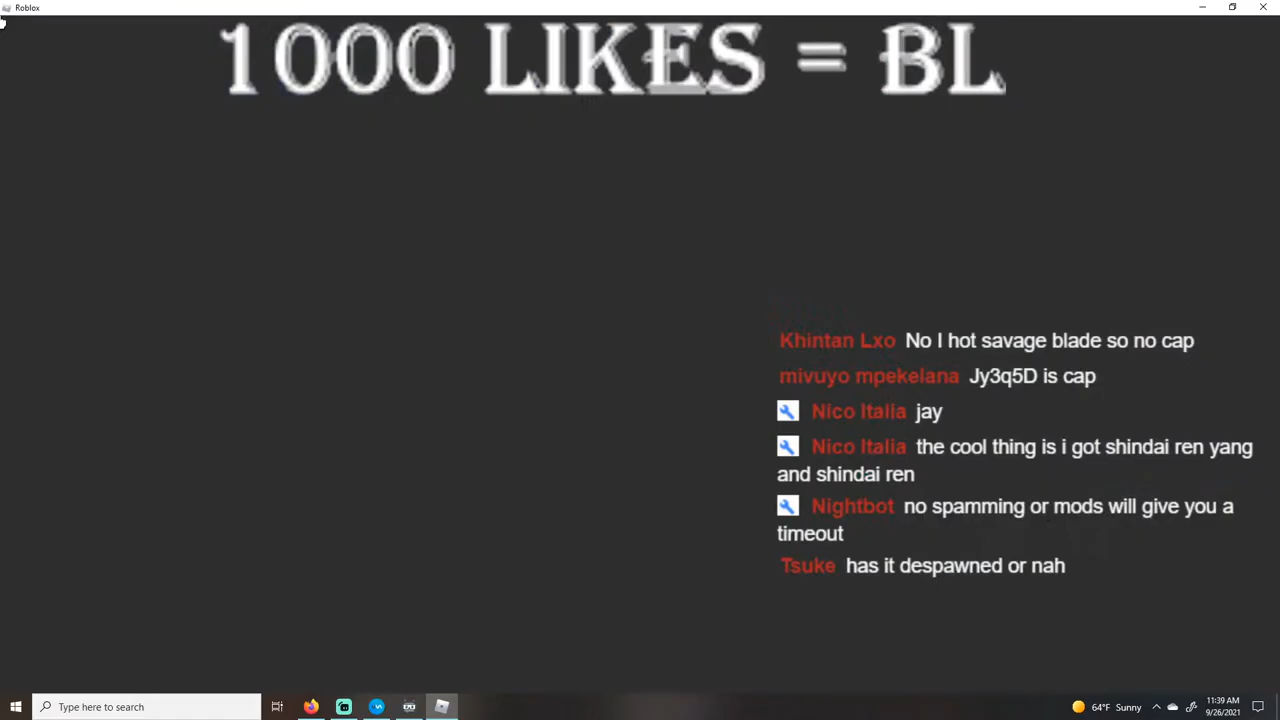 Roblox
1000 LIKES = BL
Khintan Lxo No I hot savage blade so no cap
mivuyo mpekelana Jy3q5D is cap
Nico Italia jay
Nico Italia the cool thing is i got shindai ren yang
and shindai ren
Nightbot no spamming or mods will give you a
timeout
Tsuke has it despawned or nah
Type here to search
64°F Sunny
11:39 AM
9/26/2021